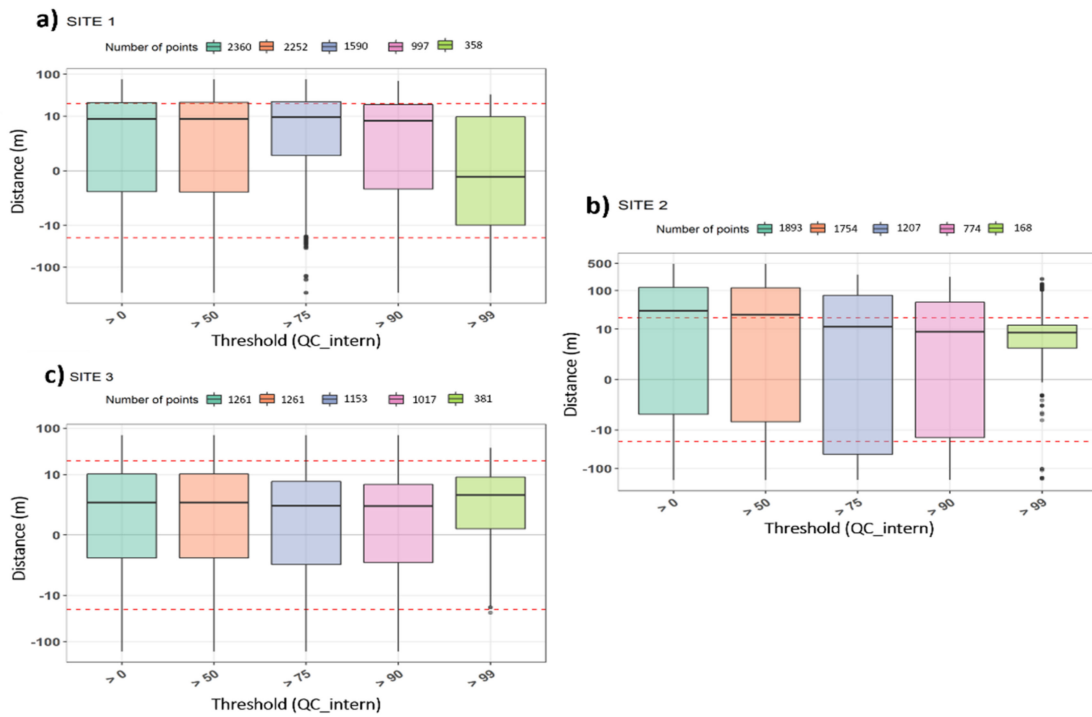 a) SITE 1
Number of points 2360 2252 1590 997 358
Distance (m)
100
10
0
-10
-100
> 0 > 50 > 75 > 90 > 99
Threshold (QC_intern)
b) SITE 2
Number of points 1893 1754 1207 774 168
Distance (m)
500
100
10
0
-10
-100
> 0 > 50 > 75 > 90 > 99
Threshold (QC_intern)
c) SITE 3
Number of points 1261 1261 1153 1017 381
Distance (m)
100
10
0
-10
-100
> 0 > 50 > 75 > 90 > 99
Threshold (QC_intern)